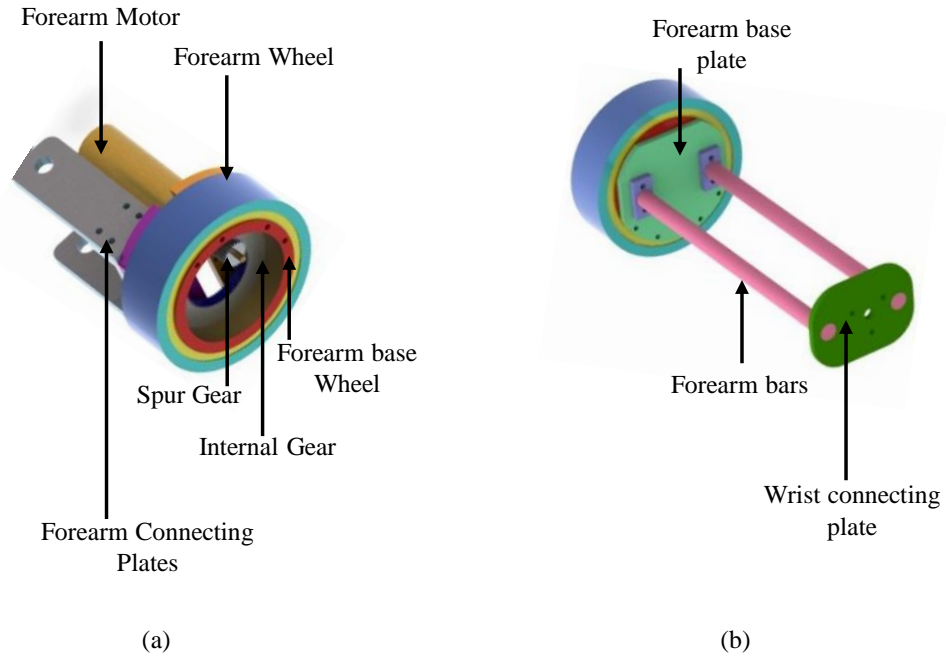 Forearm Motor
Forearm Wheel
Spur Gear
Forearm base
Wheel
Internal Gear
Forearm Connecting
Plates
(a)
Forearm base
plate
Forearm bars
Wrist connecting
plate
(b)